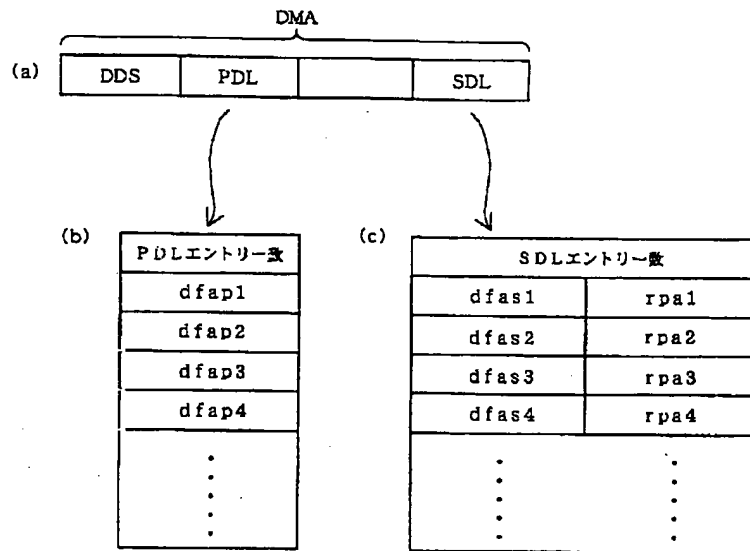 DMA
(a) DDS PDL SDL
(b) (c)
PDLエントリー数 SDLエントリー数
dfap1 dfas1 rpa1
dfap2 dfas2 rpa2
dfap3 dfas3 rpa3
dfap4 dfas4 rpa4